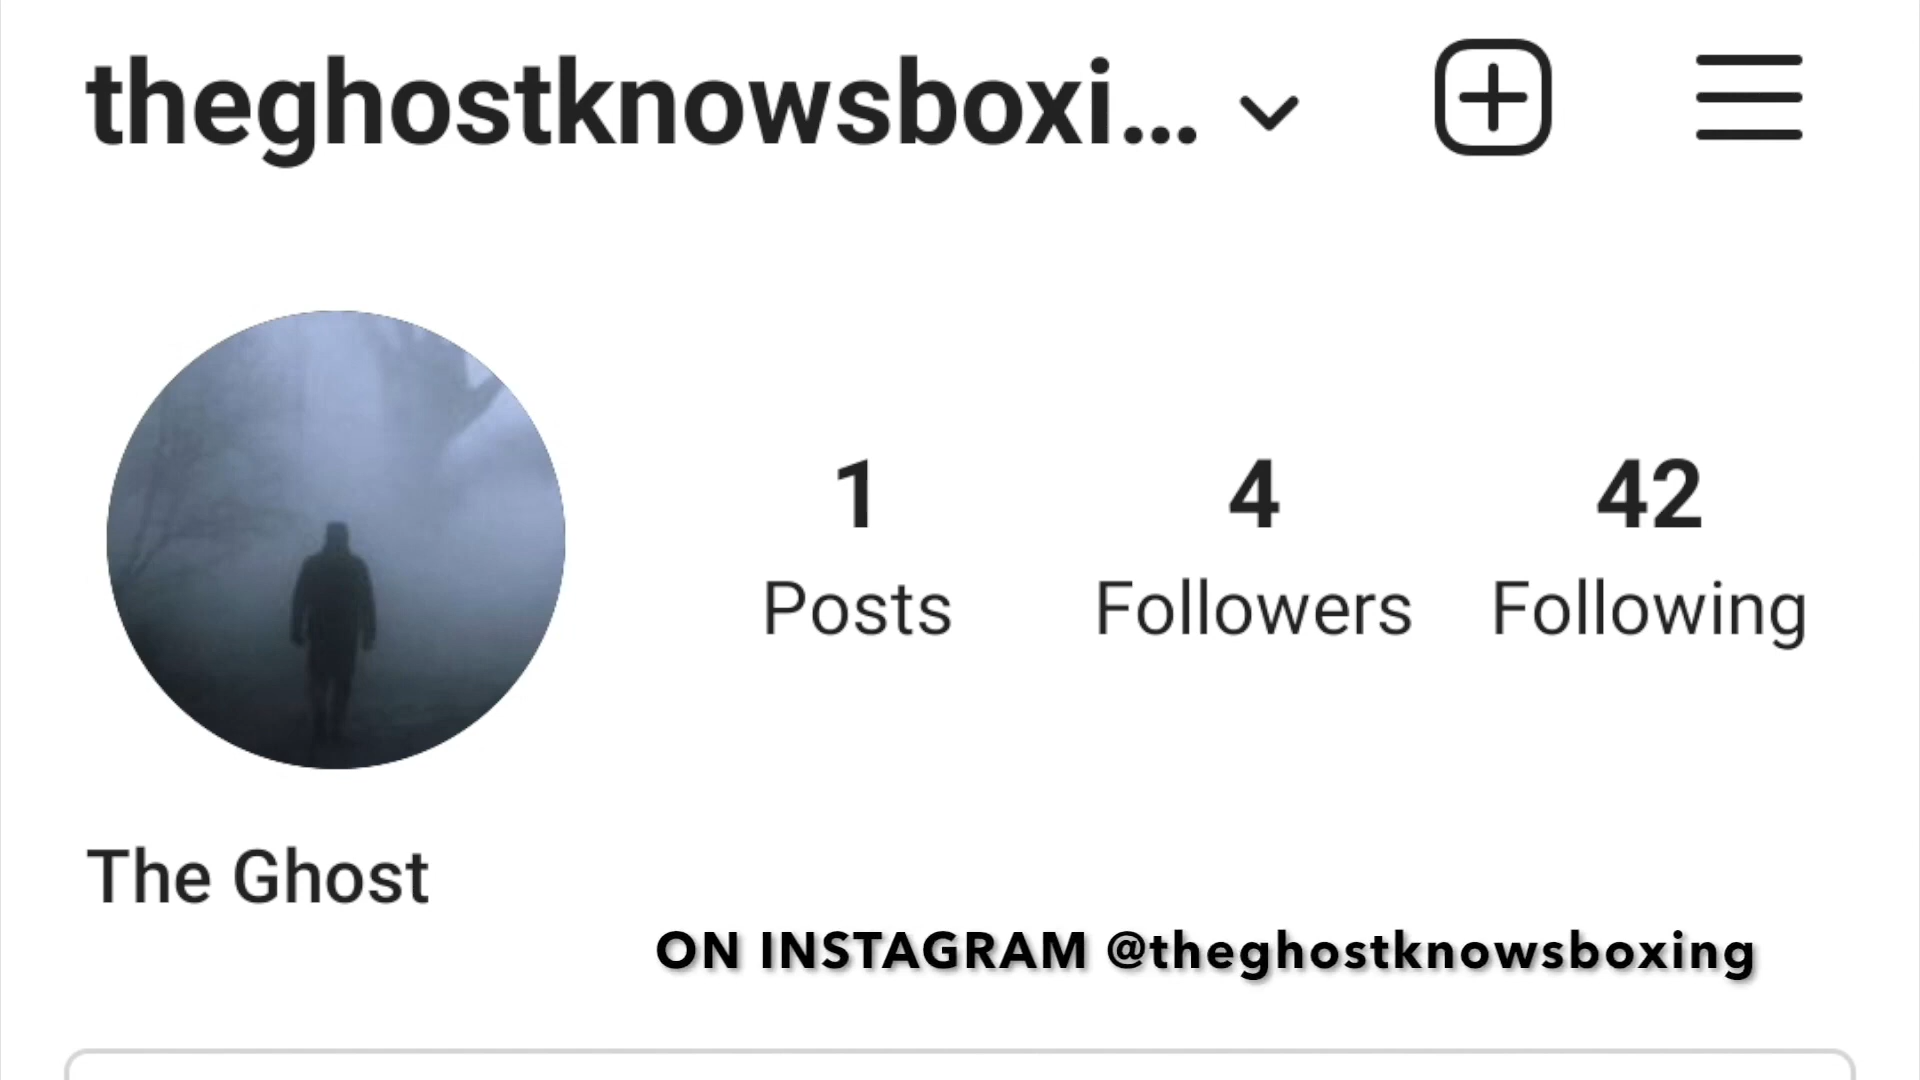 theghostknowsboxi...
1 4 42
Posts Followers Following
The Ghost
ON INSTAGRAM @theghostknowsboxing